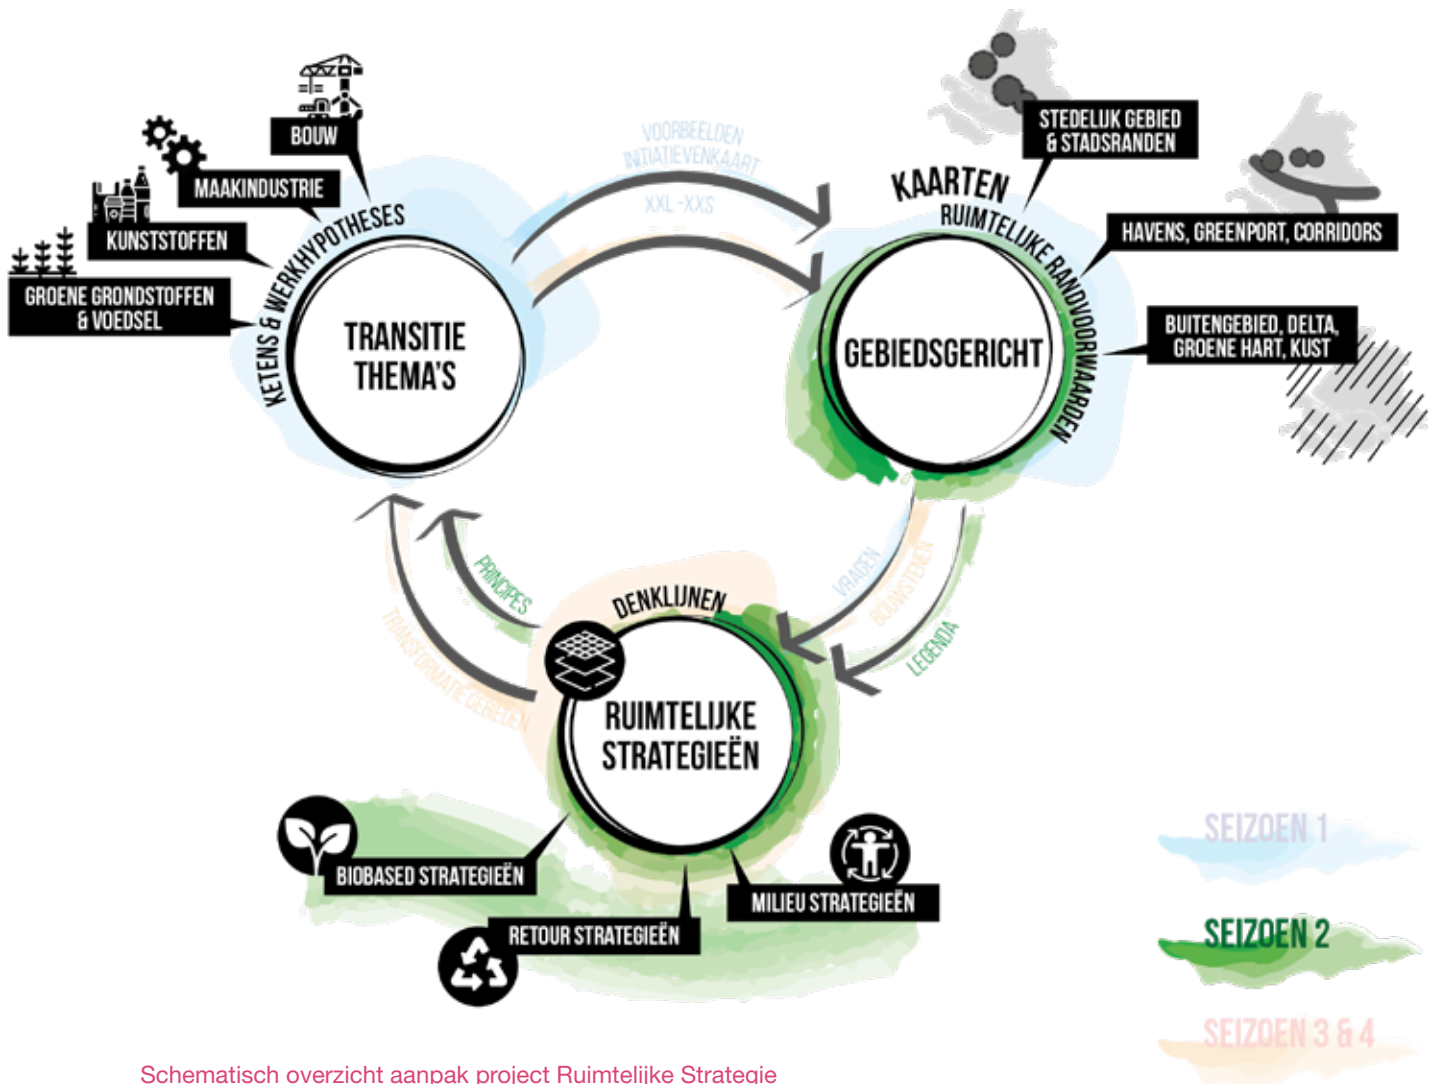 BOUW
MAAKINDUSTRIE
KUNSTSTOFFEN
GROENE GRONDSTOFFEN
& VOEDSEL
KETENS & WERKHYPOTHESES
TRANSITIE
THEMA'S
VOORBEELDEN
INITIATIEVENKAART
XXL -XXS
KAARTEN
RUIMTELIJKE RANDVOORWAARDEN
GEBIEDSGERICHT
STEDELIJK GEBIED
& STADSRANDEN
HAVENS, GREENPORT, CORRIDORS
BUITENGEBIED, DELTA,
GROENE HART, KUST
VRAGEN
BOUWSTENEN
LEGENDA
PRINCIPES
TRANSFORMATIE GEBIEDEN
DENKLIJNEN
RUIMTELIJKE
STRATEGIEËN
BIOBASED STRATEGIEËN
RETOUR STRATEGIEËN
MILIEU STRATEGIEËN
SEIZOEN 1
SEIZOEN 2
SEIZOEN 3 & 4
Schematisch overzicht aanpak project Ruimtelijke Strategie